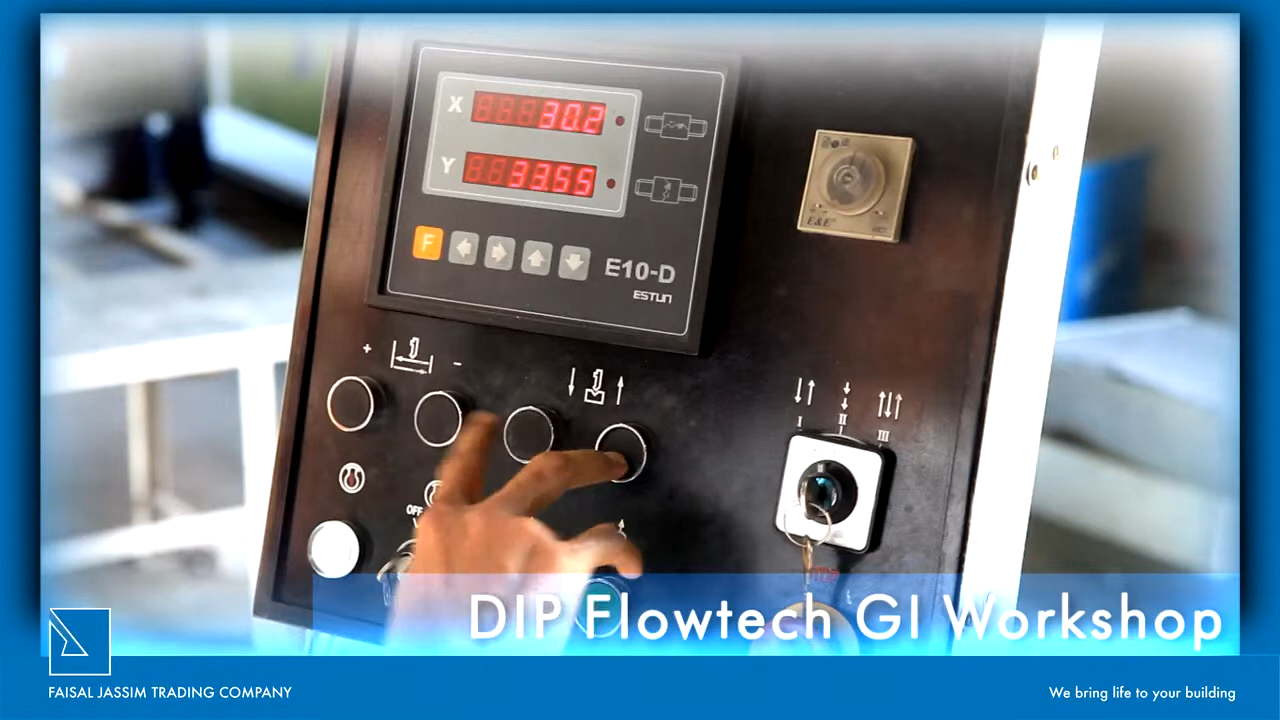 X 30.2
Y 33.55
F
E10-D
ESTUN
E&E
+
-
I
II
III
OFF
STOP
DIP Flowtech GI Workshop
FAISAL JASSIM TRADING COMPANY
We bring life to your building